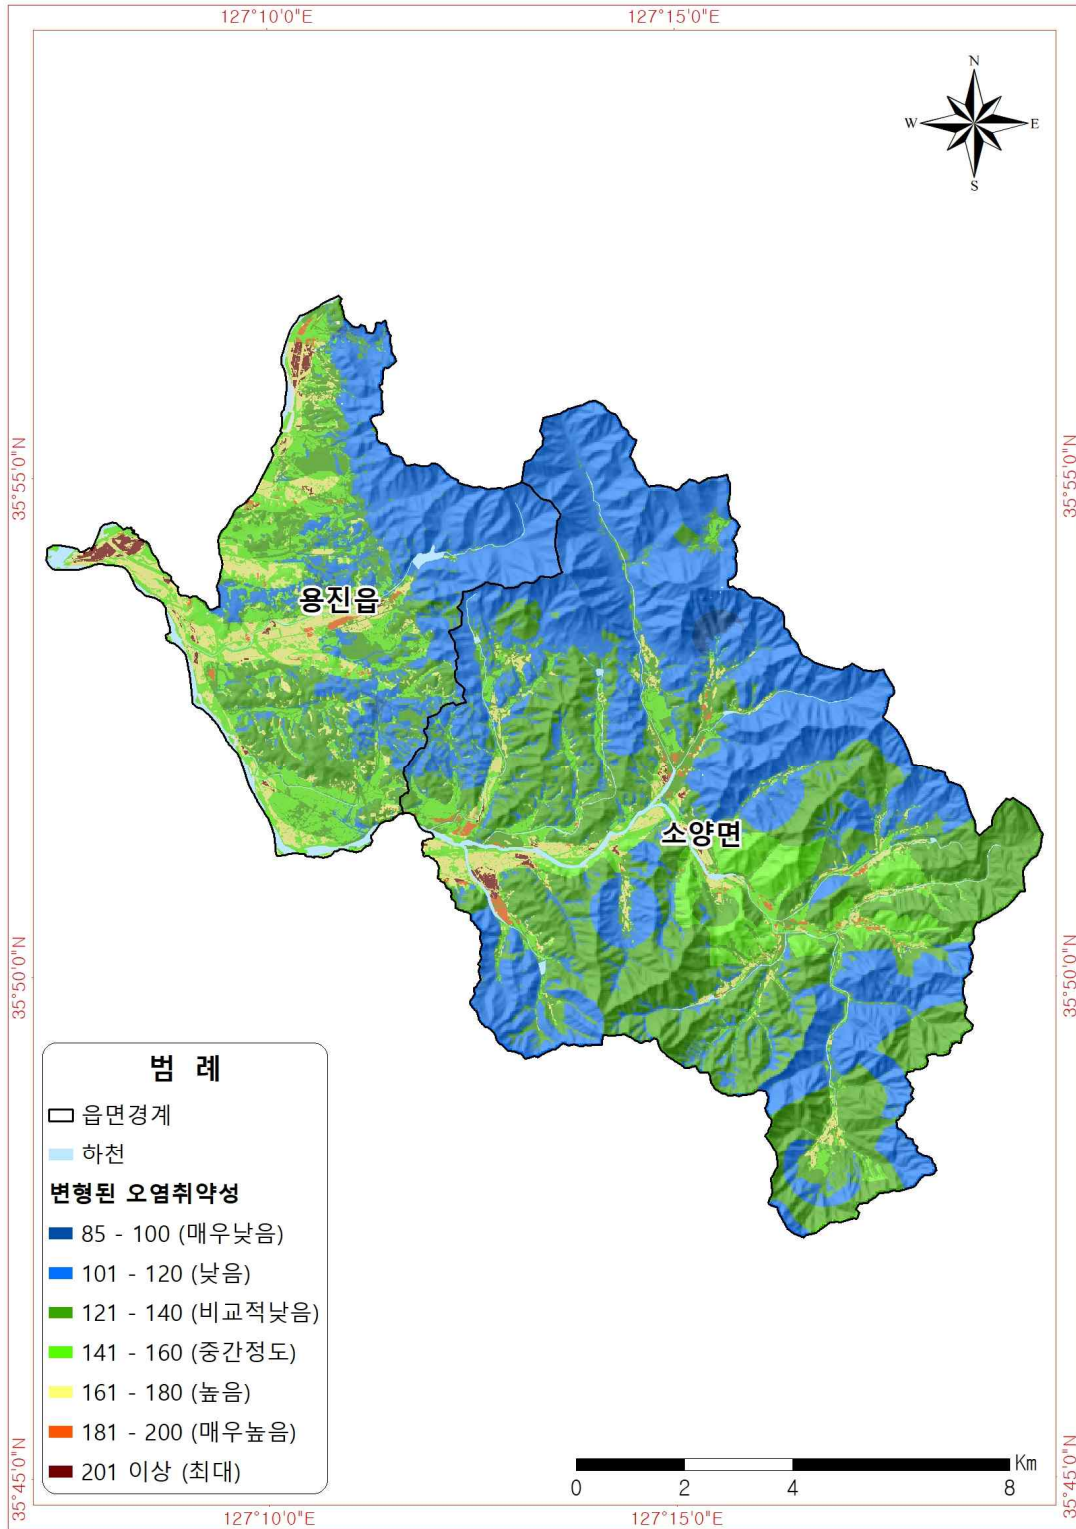 127°10'0"E 127°15'0"E
N
W E
S
35°55'0"N 35°55'0"N
용진읍
소양면
35°50'0"N 35°50'0"N
범 례
읍면경계
하천
변형된 오염취약성
85 - 100 (매우낮음)
101 - 120 (낮음)
121 - 140 (비교적낮음)
141 - 160 (중간정도)
161 - 180 (높음)
181 - 200 (매우높음)
201 이상 (최대)
Km
0 2 4 8
35°45'0"N 35°45'0"N
127°10'0"E 127°15'0"E